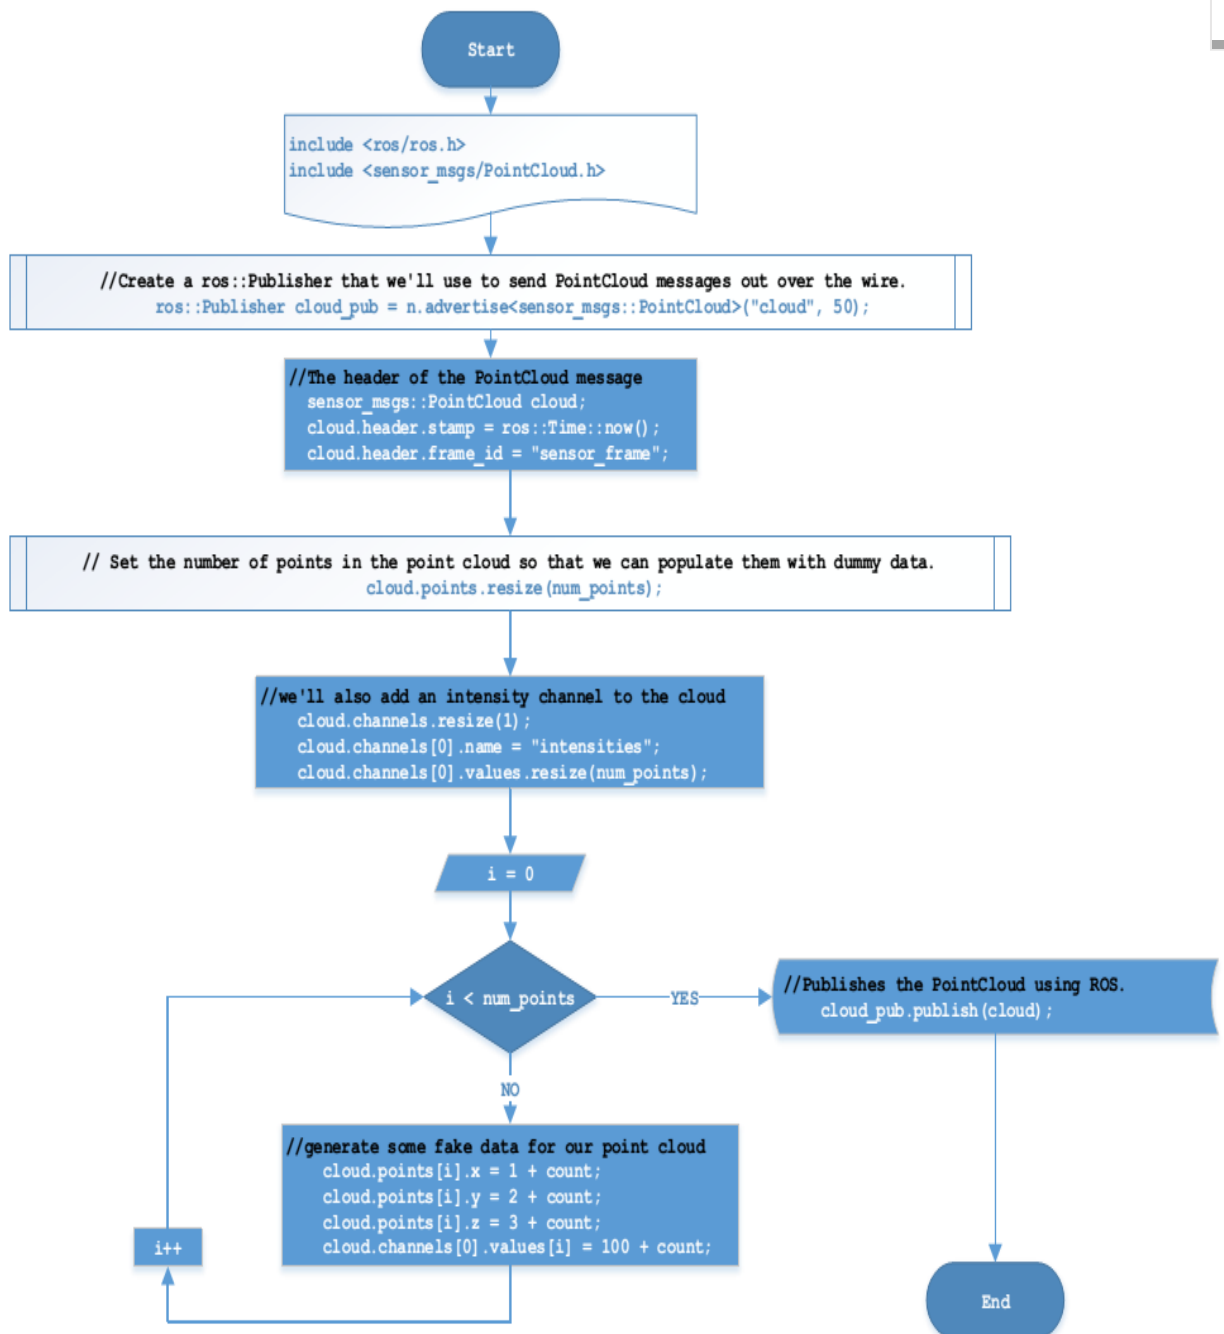 Start
include <ros/ros.h>
include <sensor_msgs/PointCloud.h>
//Create a ros::Publisher that we'll use to send PointCloud messages out over the wire.
ros::Publisher cloud_pub = n.advertise<sensor_msgs::PointCloud>("cloud", 50);
//The header of the PointCloud message
sensor_msgs::PointCloud cloud;
cloud.header.stamp = ros::Time::now();
cloud.header.frame_id = "sensor_frame";
// Set the number of points in the point cloud so that we can populate them with dummy data.
cloud.points.resize(num_points);
//we'll also add an intensity channel to the cloud
cloud.channels.resize(1);
cloud.channels[0].name = "intensities";
cloud.channels[0].values.resize(num_points);
i = 0
i < num_points
YES
//Publishes the PointCloud using ROS.
cloud_pub.publish(cloud);
NO
//generate some fake data for our point cloud
cloud.points[i].x = 1 + count;
cloud.points[i].y = 2 + count;
cloud.points[i].z = 3 + count;
cloud.channels[0].values[i] = 100 + count;
i++
End